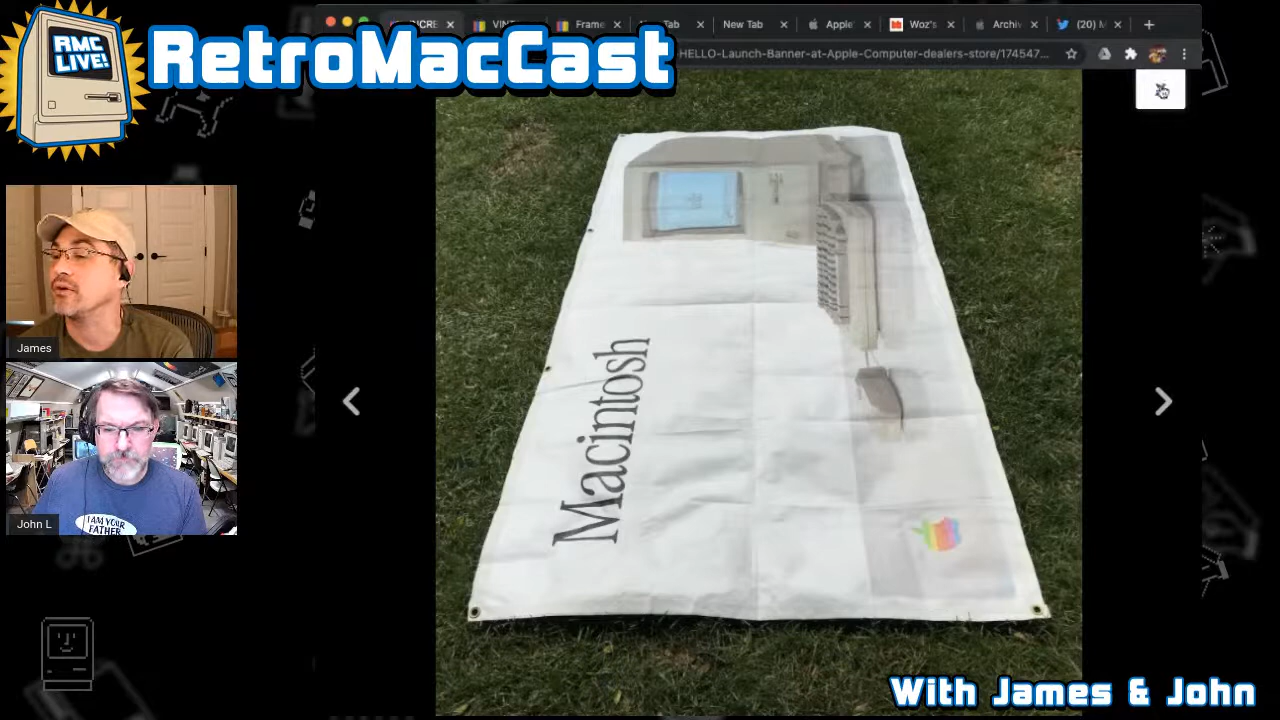 RMC
LIVE!
RetroMacCast
New Tab
Apple
Woz's
Archiv
(20) M
HELLO-Launch-Banner-at-Apple-Computer-dealers-store/174547...
James
John L
I AM YOUR
FATHER
Macintosh
With James & John